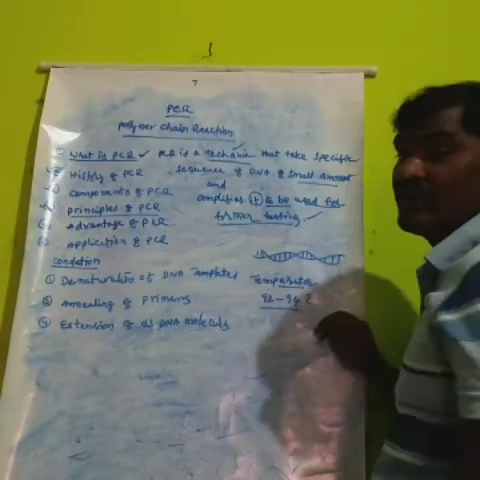 7
PCR
Polymer Chain Reaction
① What is PCR ✓ PCR is a technique that take specific
② History of PCR sequence of DNA of small amount
③ Components of PCR and
④ principles of PCR amplifies it to be used for
⑤ Advantage of PCR further testing ✓
⑥ Application of PCR
Condition
① Denaturation of DNA Templated Temparature
② Annealing of primers 92-94
③ Extension of DNA